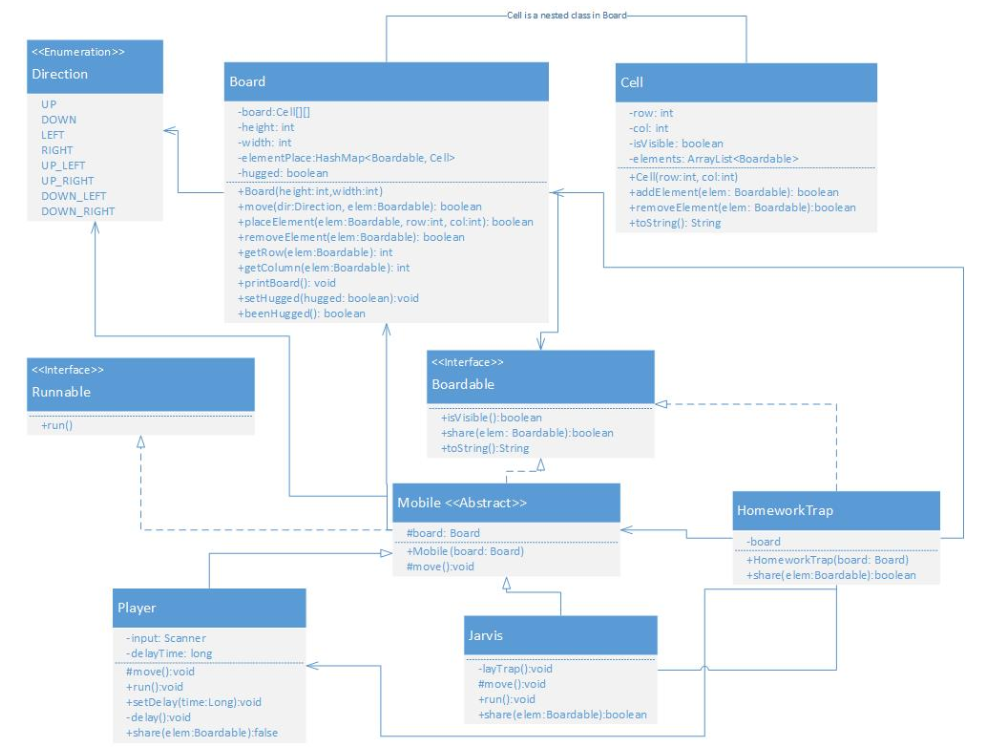 Cell is a nested class in Board
<<Enumeration>>
Direction
UP
DOWN
LEFT
RIGHT
UP_LEFT
UP_RIGHT
DOWN_LEFT
DOWN_RIGHT
Board
-board:Cell[][]
-height: int
-width: int
-elementPlace:HashMap<Boardable, Cell>
-hugged: boolean
+Board(height:int,width:int)
+move(dir:Direction, elem:Boardable): boolean
+placeElement(elem:Boardable, row:int, col:int): boolean
+removeElement(elem:Boardable): boolean
+getRow(elem:Boardable): int
+getColumn(elem:Boardable): int
+printBoard(): void
+setHugged(hugged: boolean):void
+beenHugged(): boolean
Cell
-row: int
-col: int
-isVisible: boolean
-elements: ArrayList<Boardable>
+Cell(row:int, col:int)
+addElement(elem: Boardable): boolean
+removeElement(elem: Boardable):boolean
+toString(): String
<<Interface>>
Runnable
+run()
<<Interface>>
Boardable
+isVisible():boolean
+share(elem: Boardable):boolean
+toString():String
Mobile <<Abstract>>
#board: Board
+Mobile(board: Board)
#move():void
HomeworkTrap
-board
+HomeworkTrap(board: Board)
+share(elem:Boardable):boolean
Player
-input: Scanner
-delayTime: long
#move():void
+run():void
+setDelay(time:Long):void
-delay():void
+share(elem:Boardable):false
Jarvis
-layTrap():void
#move():void
+run():void
+share(elem:Boardable):boolean